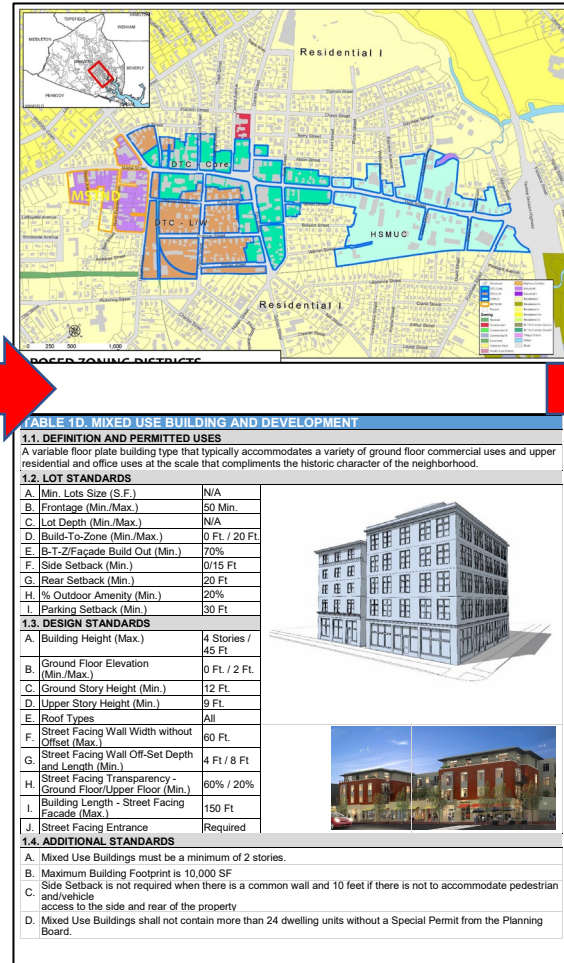 TOPSFIELD
HAMILTON
WENHAM
MIDDLETON
DANVERS
BEVERLY
PEABODY
Residential I
DTC - Core
MSIND
DTC - L/W
HSMUC
Residential I
0 250 500 1,000
POSED ZONING DISTRICTS
TABLE 1D. MIXED USE BUILDING AND DEVELOPMENT
1.1. DEFINITION AND PERMITTED USES
A variable floor plate building type that typically accommodates a variety of ground floor commercial uses and upper
residential and office uses at the scale that compliments the historic character of the neighborhood.
1.2. LOT STANDARDS
A. Min. Lots Size (S.F.) N/A
B. Frontage (Min./Max.) 50 Min.
C. Lot Depth (Min./Max.) N/A
D. Build-To-Zone (Min./Max.) 0 Ft. / 20 Ft.
E. B-T-Z/Façade Build Out (Min.) 70%
F. Side Setback (Min.) 0/15 Ft
G. Rear Setback (Min.) 20 Ft
H. % Outdoor Amenity (Min.) 20%
I. Parking Setback (Min.) 30 Ft
1.3. DESIGN STANDARDS
A. Building Height (Max.) 4 Stories /
45 Ft
B. Ground Floor Elevation
(Min./Max.) 0 Ft. / 2 Ft.
C. Ground Story Height (Min.) 12 Ft.
D. Upper Story Height (Min.) 9 Ft.
E. Roof Types All
F. Street Facing Wall Width without
Offset (Max.) 60 Ft.
G. Street Facing Wall Off-Set Depth
and Length (Min.) 4 Ft / 8 Ft
H. Street Facing Transparency -
Ground Floor/Upper Floor (Min.) 60% / 20%
I. Building Length - Street Facing
Facade (Max.) 150 Ft
J. Street Facing Entrance Required
1.4. ADDITIONAL STANDARDS
A. Mixed Use Buildings must be a minimum of 2 stories.
B. Maximum Building Footprint is 10,000 SF
C. Side Setback is not required when there is a common wall and 10 feet if there is not to accommodate pedestrian
and/vehicle
access to the side and rear of the property
D. Mixed Use Buildings shall not contain more than 24 dwelling units without a Special Permit from the Planning
Board.